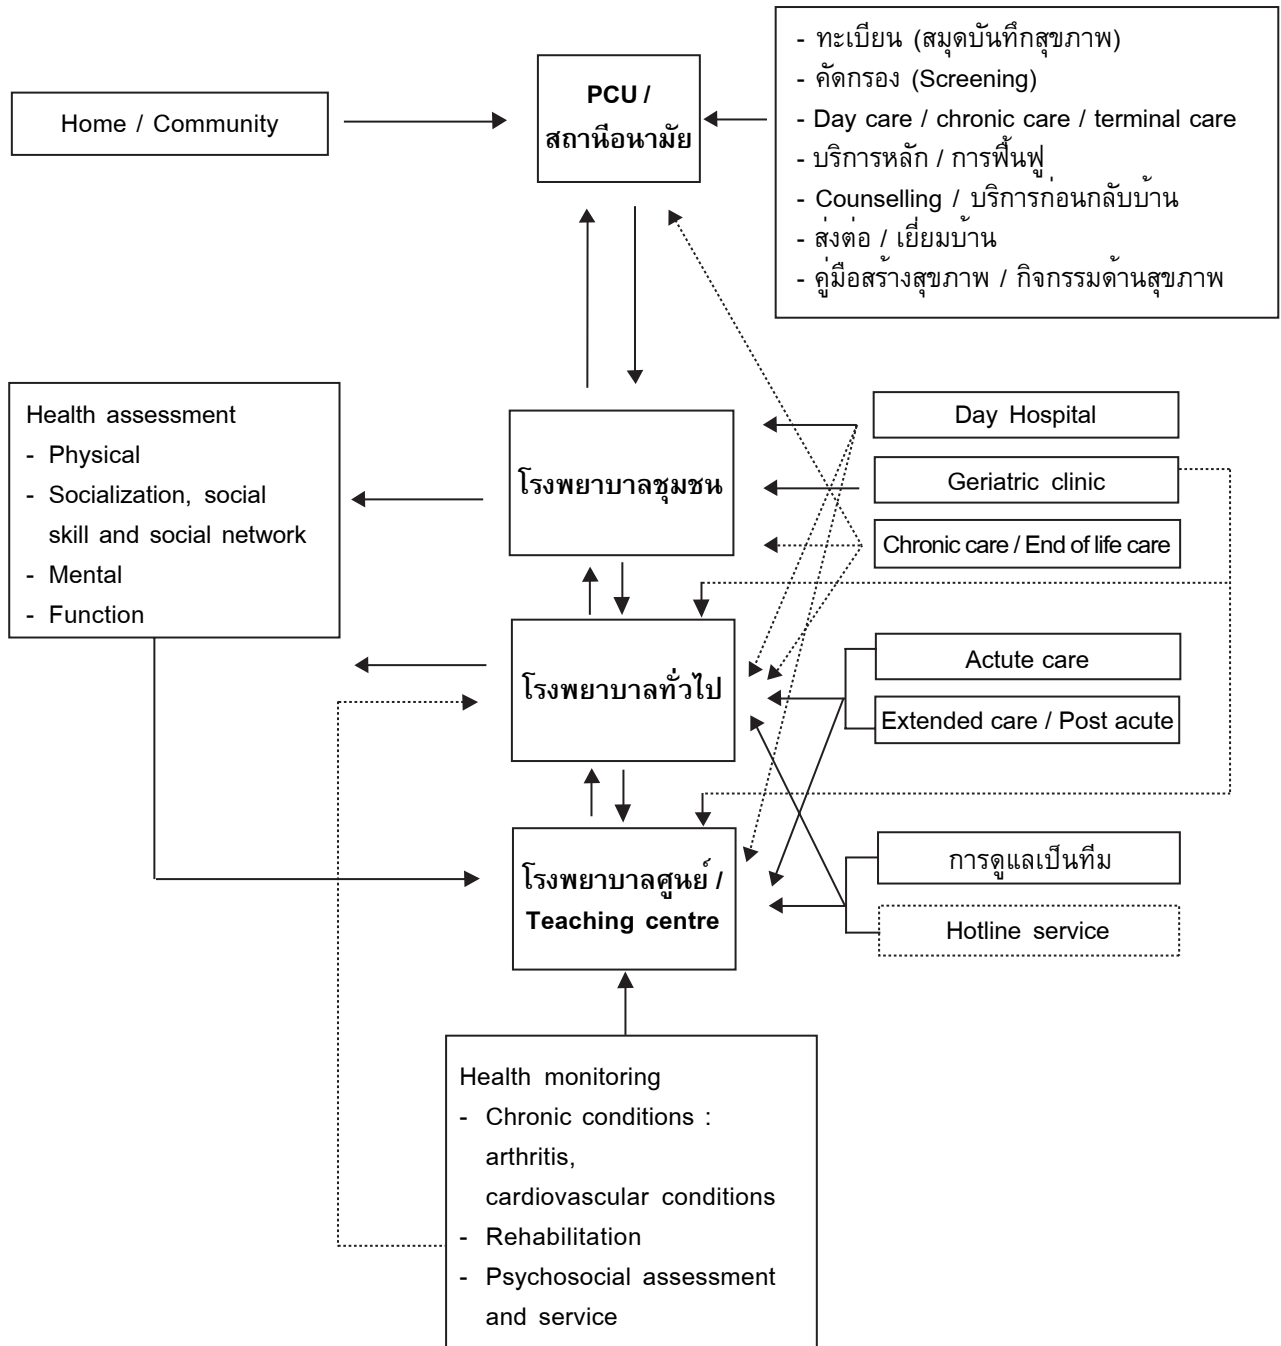 Home / Community
PCU /
สถานีอนามัย
- ทะเบียน (สมุดบันทึกสุขภาพ)
- คัดกรอง (Screening)
- Day care / chronic care / terminal care
- บริการหลัก / การฟื้นฟู
- Counselling / บริการก่อนกลับบ้าน
- ส่งต่อ / เยี่ยมบ้าน
- คู่มือสร้างสุขภาพ / กิจกรรมด้านสุขภาพ
Health assessment
- Physical
- Socialization, social
skill and social network
- Mental
- Function
โรงพยาบาลชุมชน
Day Hospital
Geriatric clinic
Chronic care / End of life care
โรงพยาบาลทั่วไป
Actute care
Extended care / Post acute
โรงพยาบาลศูนย์ /
Teaching centre
การดูแลเป็นทีม
Hotline service
Health monitoring
- Chronic conditions :
arthritis,
cardiovascular conditions
- Rehabilitation
- Psychosocial assessment
and service